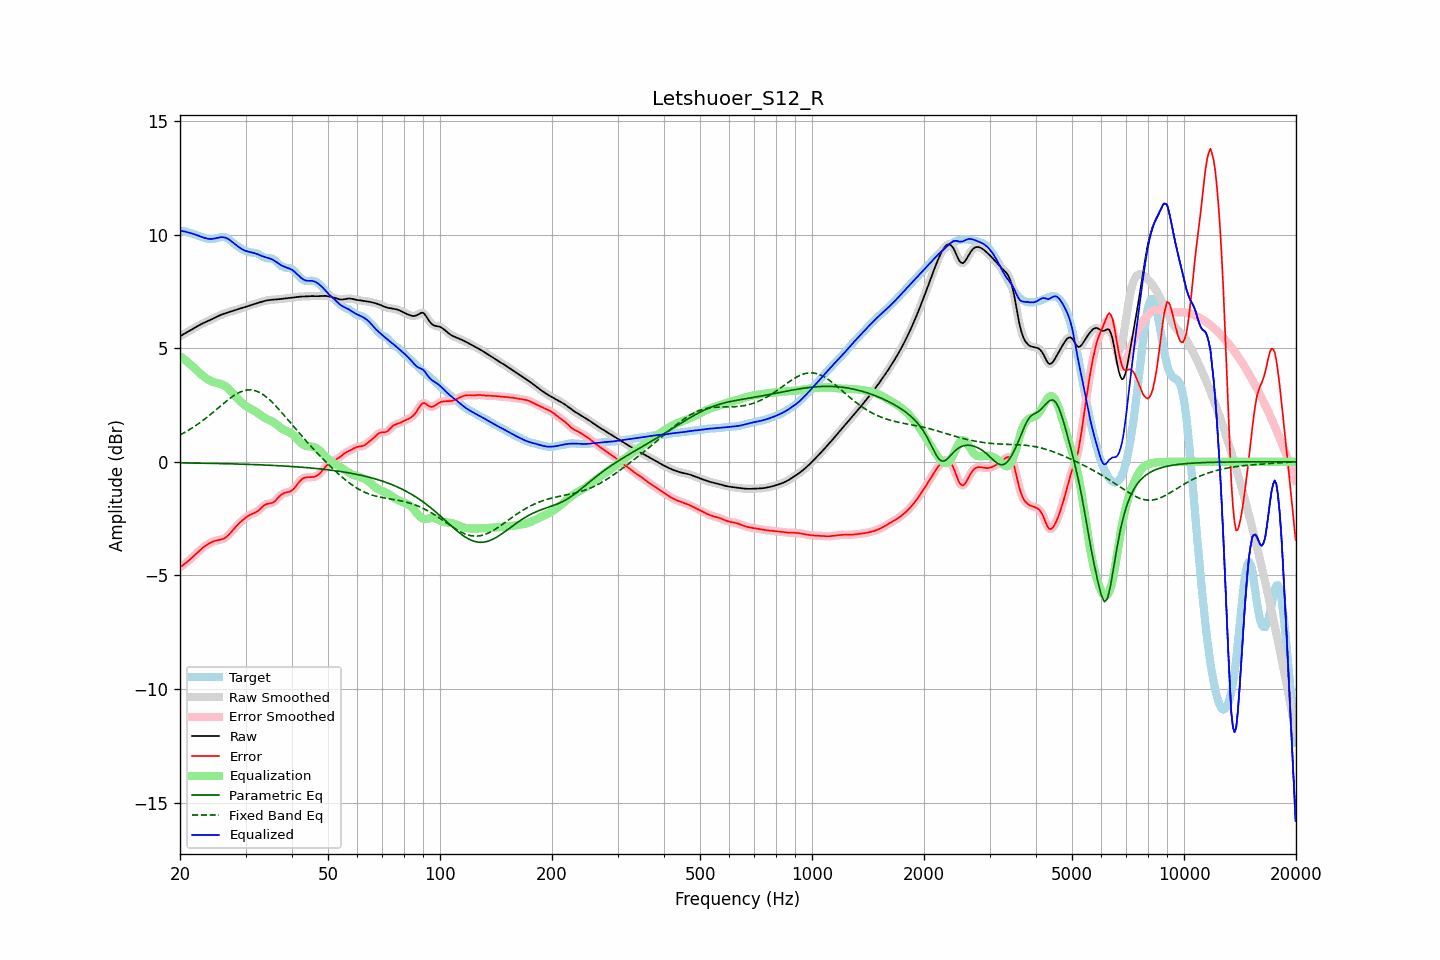 Letshuoer_S12_R
15
10
5
0
−5
−10
−15
Amplitude (dBr)
Target
Raw Smoothed
Error Smoothed
Raw
Error
Equalization
Parametric Eq
Fixed Band Eq
Equalized
20 50 100 200 500 1000 2000 5000 10000 20000
Frequency (Hz)